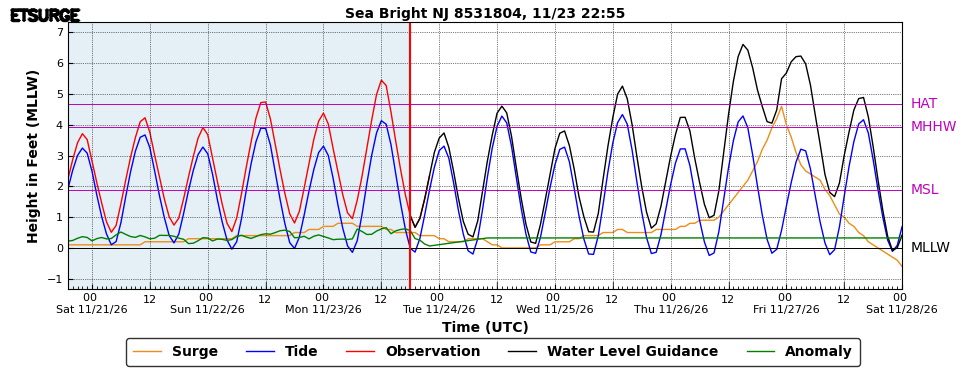 ETSURGE
Sea Bright NJ 8531804, 11/23 22:55
Height in Feet (MLLW)
7
6
5
4
3
2
1
0
−1
HAT
MHHW
MSL
MLLW
00 12 00 12 00 12 00 12 00 12 00 12 00 12 00
Sat 11/21/26 Sun 11/22/26 Mon 11/23/26 Tue 11/24/26 Wed 11/25/26 Thu 11/26/26 Fri 11/27/26 Sat 11/28/26
Time (UTC)
Surge Tide Observation Water Level Guidance Anomaly